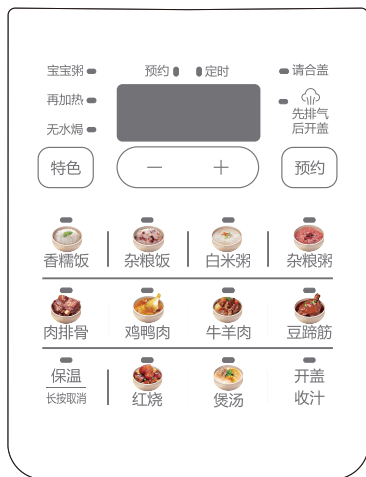 宝宝粥
预约
定时
请合盖
再加热
先排气
后开盖
无水焗
特色
− +
预约
香糯饭
杂粮饭
白米粥
杂粮粥
肉排骨
鸡鸭肉
牛羊肉
豆蹄筋
保温
长按取消
红烧
煲汤
开盖
收汁